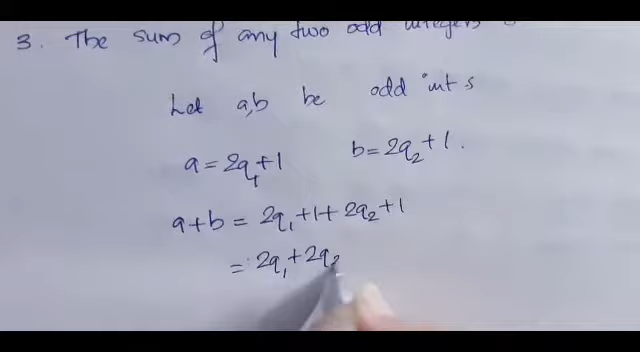 3. The sum of any two odd integers
Let a,b be odd ints
a = 2q₁+1 b = 2q₂+1.
a+b = 2q₁+1+2q₂+1
= 2q₁+2q₂